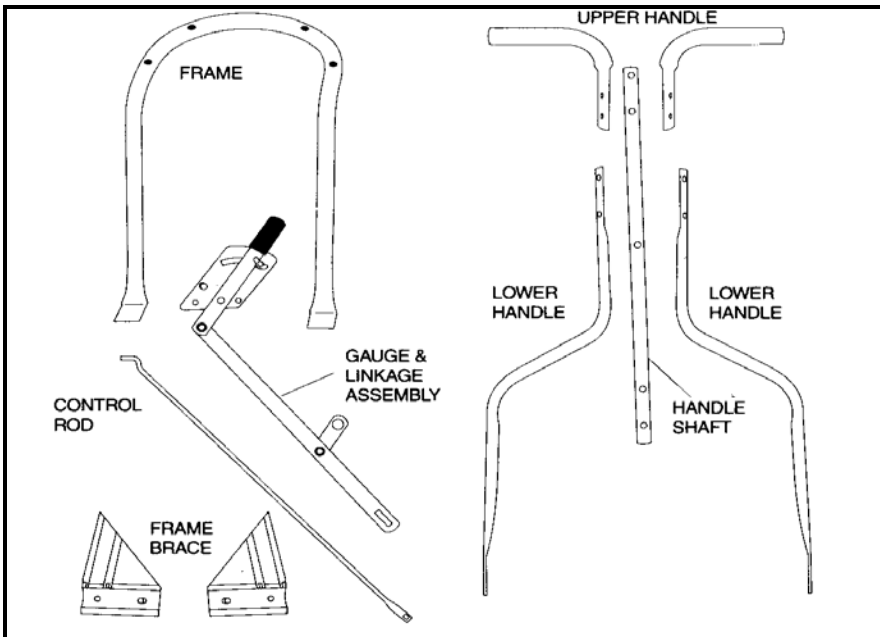 UPPER HANDLE
FRAME
LOWER
HANDLE
LOWER
HANDLE
GAUGE &
LINKAGE
ASSEMBLY
CONTROL
ROD
HANDLE
SHAFT
FRAME
BRACE